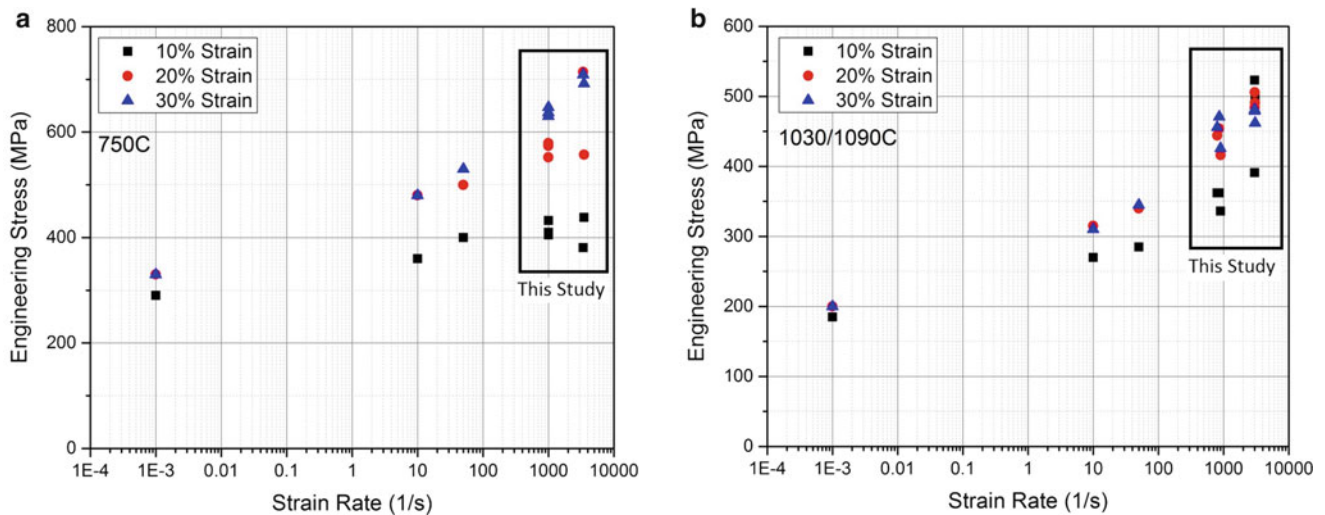 a
800
600
400
200
0
Engineering Stress (MPa)
10% Strain
20% Strain
30% Strain
750C
This Study
1E-4 1E-3 0.01 0.1 1 10 100 1000 10000
Strain Rate (1/s)
b
600
500
400
300
200
100
0
Engineering Stress (MPa)
10% Strain
20% Strain
30% Strain
1030/1090C
This Study
1E-4 1E-3 0.01 0.1 1 10 100 1000 10000
Strain Rate (1/s)